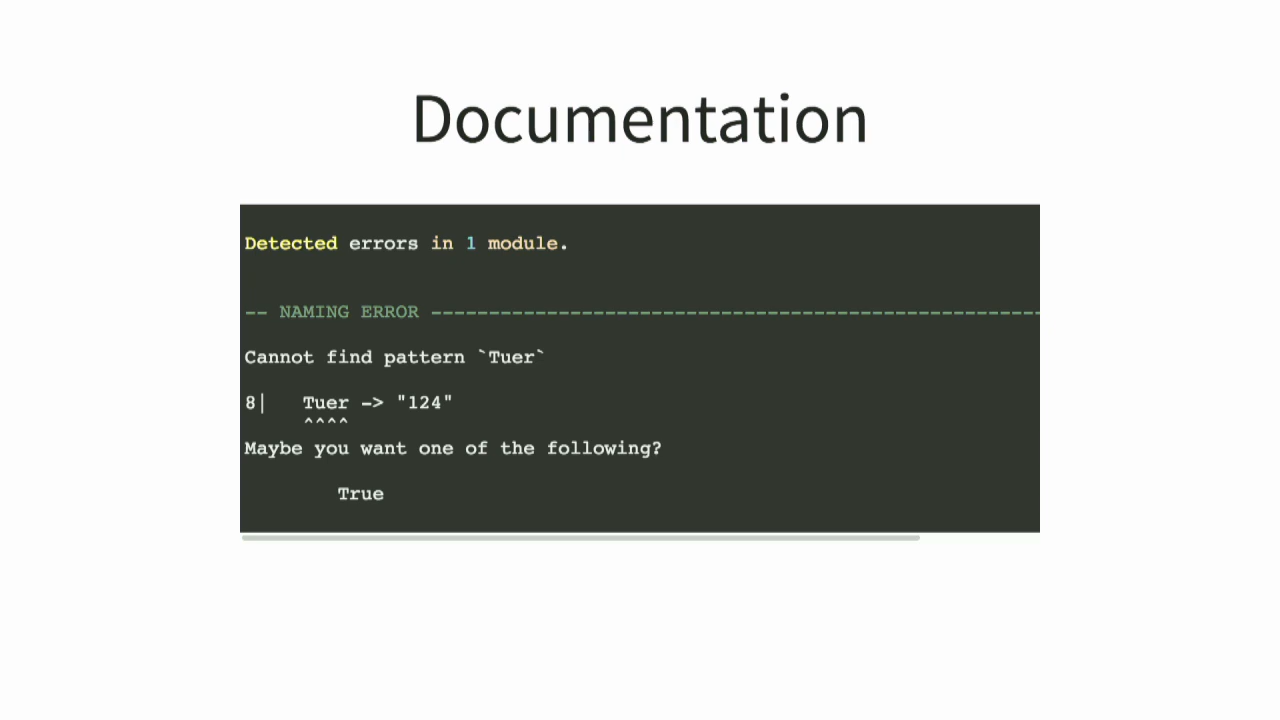 Documentation
Detected errors in 1 module.
-- NAMING ERROR -----------------------------------------------------
Cannot find pattern `Tuer`
8|   Tuer -> "124"
     ^^^^
Maybe you want one of the following?
        True